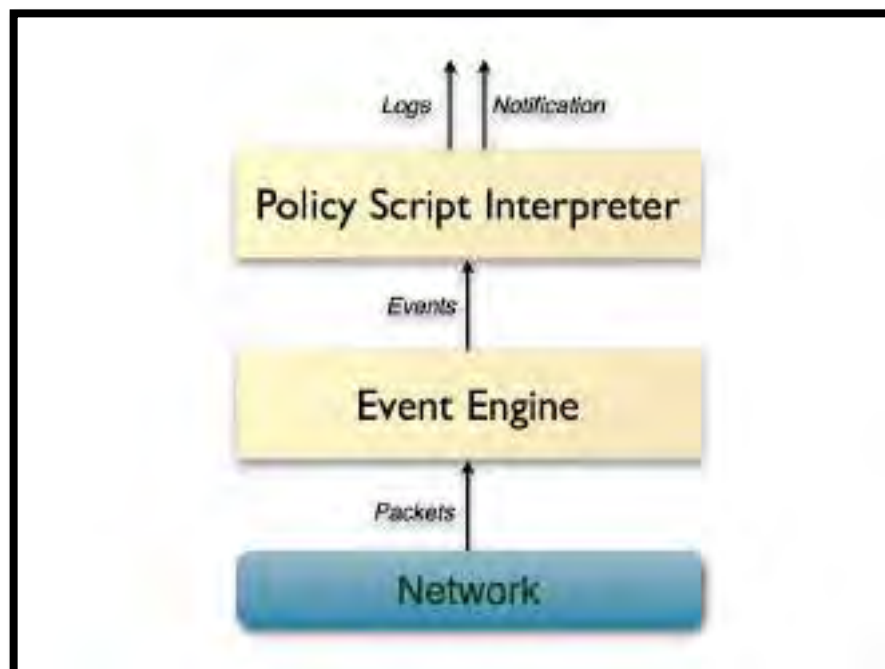 Logs Notification
Policy Script Interpreter
Events
Event Engine
Packets
Network